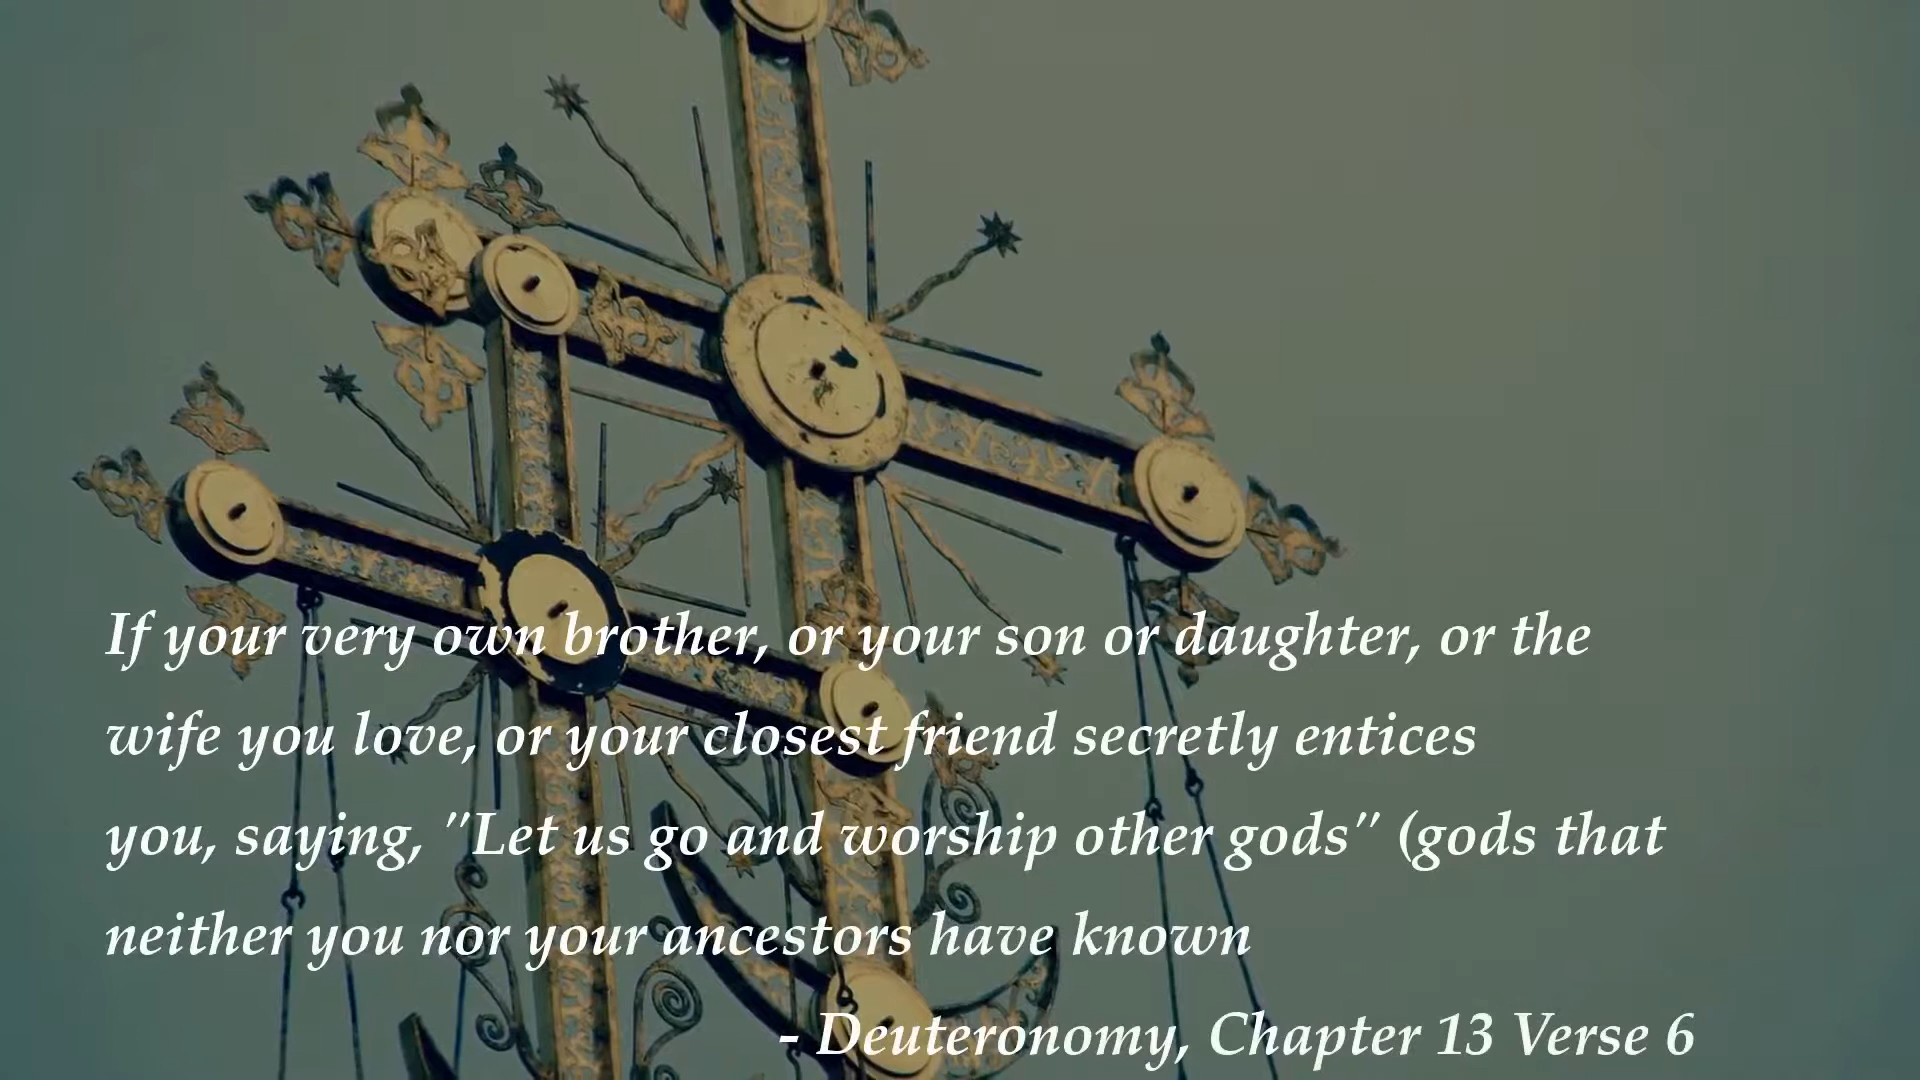 If your very own brother, or your son or daughter, or the
wife you love, or your closest friend secretly entices
you, saying, "Let us go and worship other gods" (gods that
neither you nor your ancestors have known
- Deuteronomy, Chapter 13 Verse 6